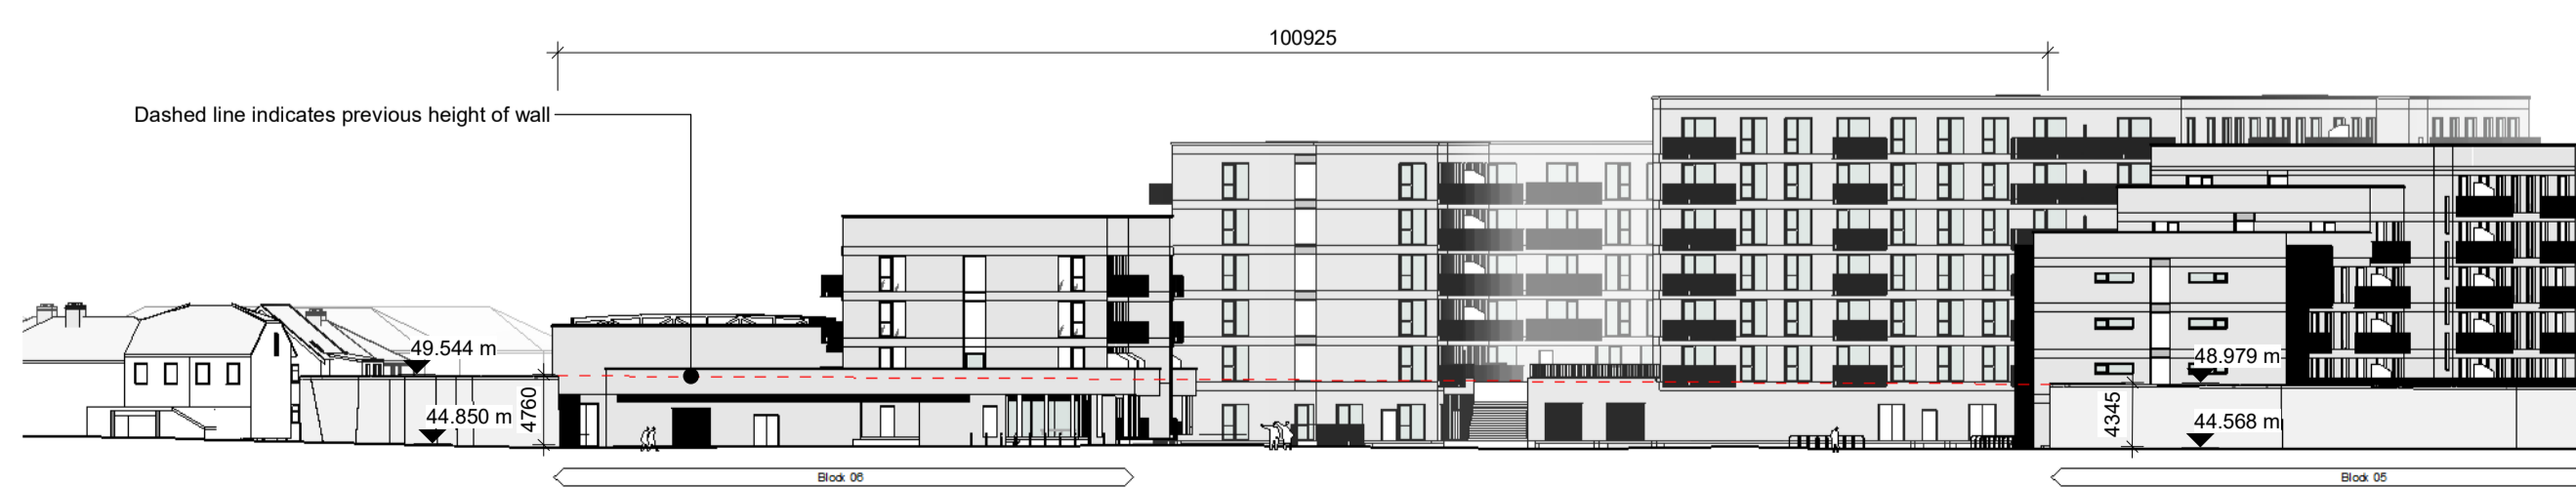 100925
Dashed line indicates previous height of wall
49.544 m
44.850 m
4760
48.979 m
44.568 m
4345
Block 06
Block 05